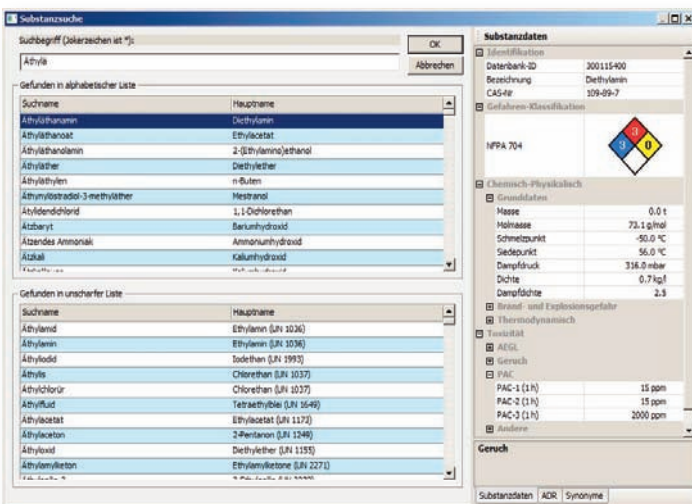 Substanzsuche
Suchbegriff (Jokerzeichen ist *):
Äthylä
OK
Abbrechen
Gefunden in alphabetischer Liste
Suchname Hauptname
Äthyläthanamin Diethylamin
Äthyläthanoat Ethylacetat
Äthyläthanolamin 2-(Ethylamino)ethanol
Äthyläther Diethylether
Äthyläthylen n-Buten
Äthynylöstradiol-3-methyläther Mestranol
Ätylidendichlorid 1,1-Dichlorethan
Ätzbaryt Bariumhydroxid
Ätzendes Ammoniak Ammoniumhydroxid
Ätzkali Kaliumhydroxid
Gefunden in unscharfer Liste
Suchname Hauptname
Äthylamid Ethylamin (UN 1036)
Äthylamin Ethylamin (UN 1036)
Äthyliodid Iodethan (UN 1993)
Äthylis Chlorethan (UN 1037)
Äthylchlorür Chlorethan (UN 1037)
Äthylfluid Tetraethylblei (UN 1649)
Äthylacetat Ethylacetat (UN 1173)
Äthylaceton 2-Pentanon (UN 1249)
Äthyloxid Diethylether (UN 1155)
Äthylamylketon Ethylamylketone (UN 2271)
Substanzdaten
Identifikation
Datenbank-ID 300115400
Bezeichnung Diethylamin
CAS-Nr 109-89-7
Gefahren-Klassifikation
NFPA 704
3
3 0
Chemisch-Physikalisch
Grunddaten
Masse 0.0 t
Molmasse 73.1 g/mol
Schmelzpunkt -50.0 °C
Siedepunkt 56.0 °C
Dampfdruck 316.0 mbar
Dichte 0.7 kg/l
Dampfdichte 2.5
Brand- und Explosionsgefahr
Thermodynamisch
Toxizität
AEGL
Geruch
PAC
PAC-1 (1h) 15 ppm
PAC-2 (1h) 15 ppm
PAC-3 (1h) 2000 ppm
Andere
Geruch
Substanzdaten ADR Synonyme